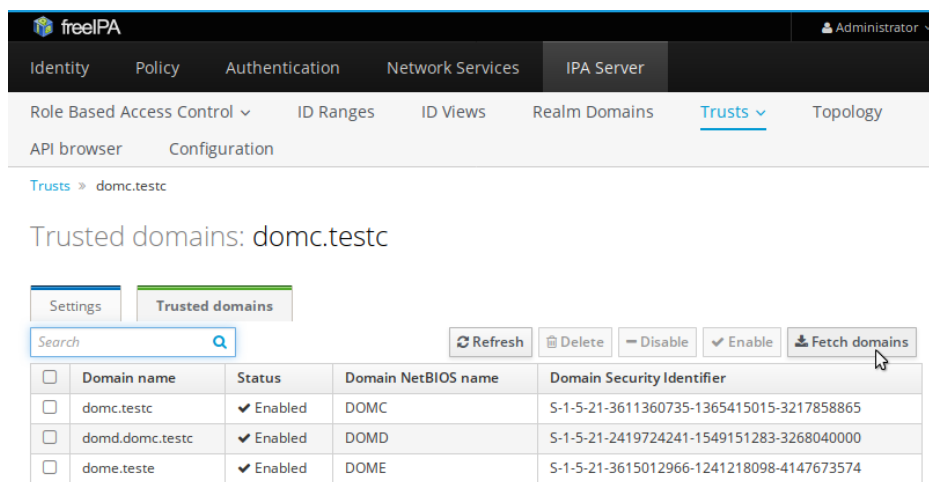 freeIPA Administrator
Identity Policy Authentication Network Services IPA Server
Role Based Access Control ID Ranges ID Views Realm Domains Trusts Topology
API browser Configuration
Trusts » domc.testc
Trusted domains: domc.testc
Settings Trusted domains
Search Refresh Delete Disable Enable Fetch domains
Domain name Status Domain NetBIOS name Domain Security Identifier
domc.testc Enabled DOMC S-1-5-21-3611360735-1365415015-3217858865
domd.domc.testc Enabled DOMD S-1-5-21-2419724241-1549151283-3268040000
dome.teste Enabled DOME S-1-5-21-3615012966-1241218098-4147673574